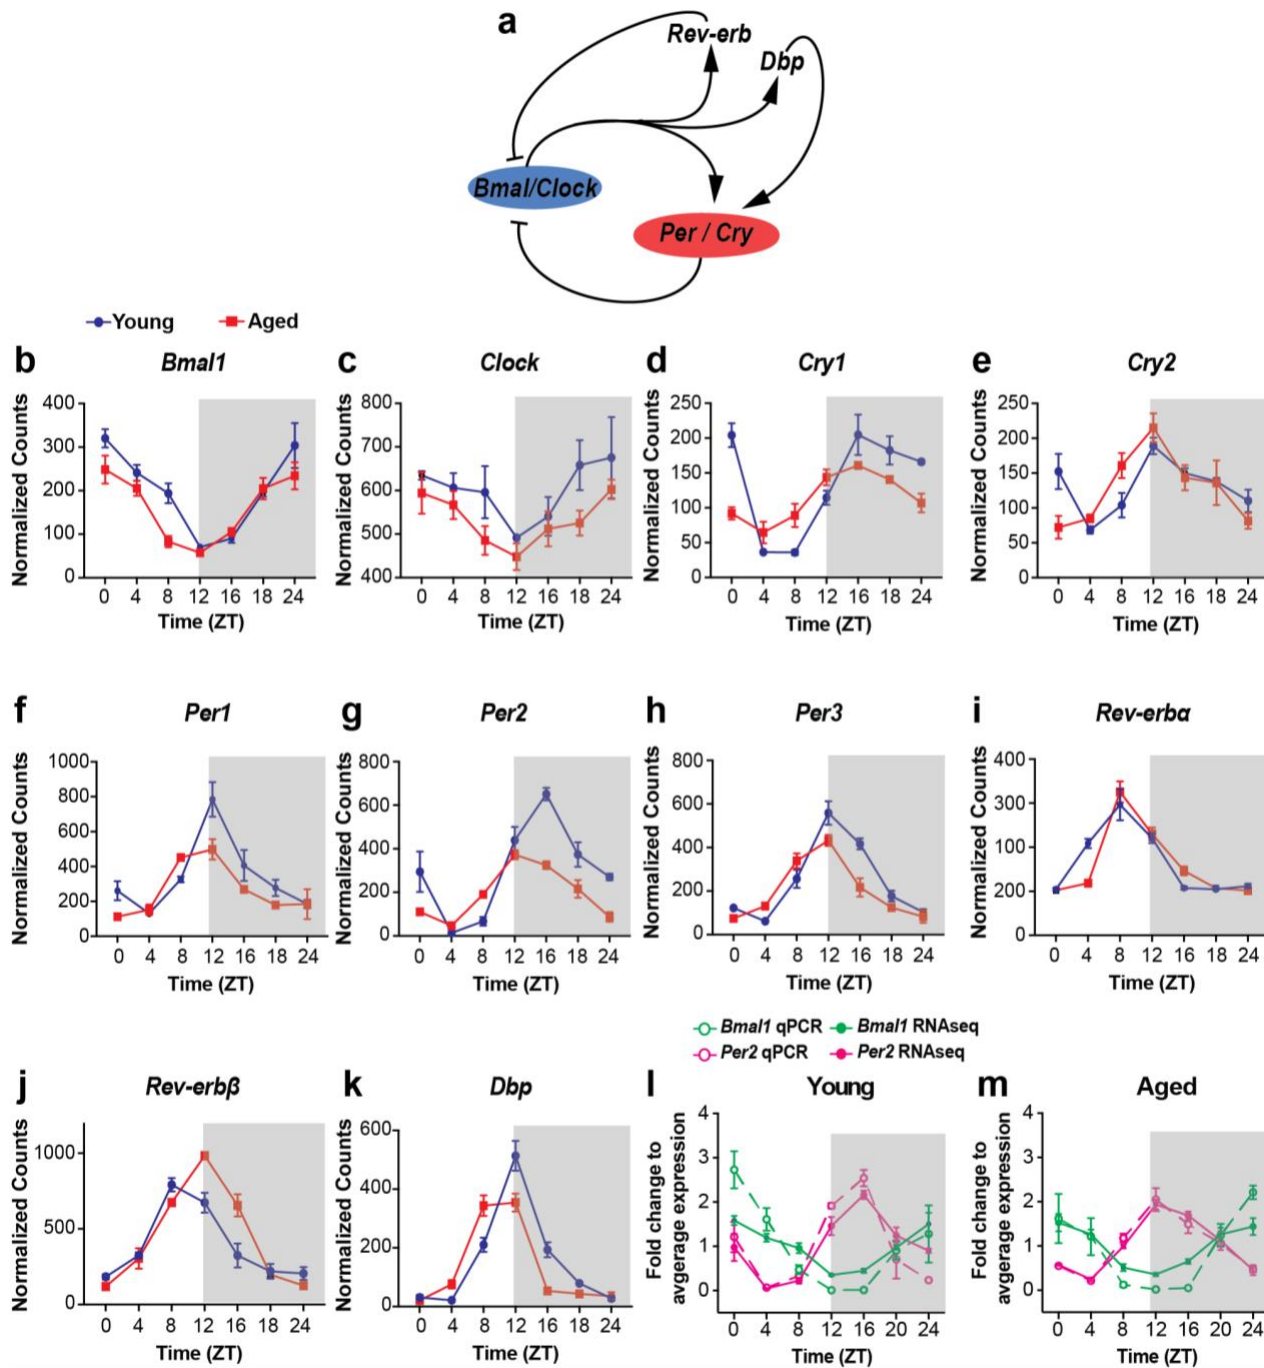 a
Rev-erb
Dbp
Bmal/Clock
Per / Cry
Young Aged
b Bmal1 c Clock d Cry1 e Cry2
Normalized Counts
400
300
200
100
0
0 4 8 12 16 18 24
Time (ZT)
Normalized Counts
800
700
600
500
400
0 4 8 12 16 18 24
Time (ZT)
Normalized Counts
250
200
150
100
50
0
0 4 8 12 16 18 24
Time (ZT)
Normalized Counts
250
200
150
100
50
0
0 4 8 12 16 18 24
Time (ZT)
f Per1 g Per2 h Per3 i Rev-erbα
Normalized Counts
1000
800
600
400
200
0
0 4 8 12 16 18 24
Time (ZT)
Normalized Counts
800
600
400
200
0
0 4 8 12 16 18 24
Time (ZT)
Normalized Counts
800
600
400
200
0
0 4 8 12 16 18 24
Time (ZT)
Normalized Counts
400
300
100
200
0
0 4 8 12 16 18 24
Time (ZT)
Bmal1 qPCR Bmal1 RNAseq
Per2 qPCR Per2 RNAseq
j Rev-erbβ k Dbp l Young m Aged
Normalized Counts
1000
500
0
0 4 8 12 16 20 24
Time (ZT)
Normalized Counts
600
400
200
0
0 4 8 12 16 18 24
Time (ZT)
Fold change to
avgerage expression
4
3
2
1
0
0 4 8 12 16 20 24
Time (ZT)
Fold change to
avgerage expression
4
3
2
1
0
0 4 8 12 16 20 24
Time (ZT)